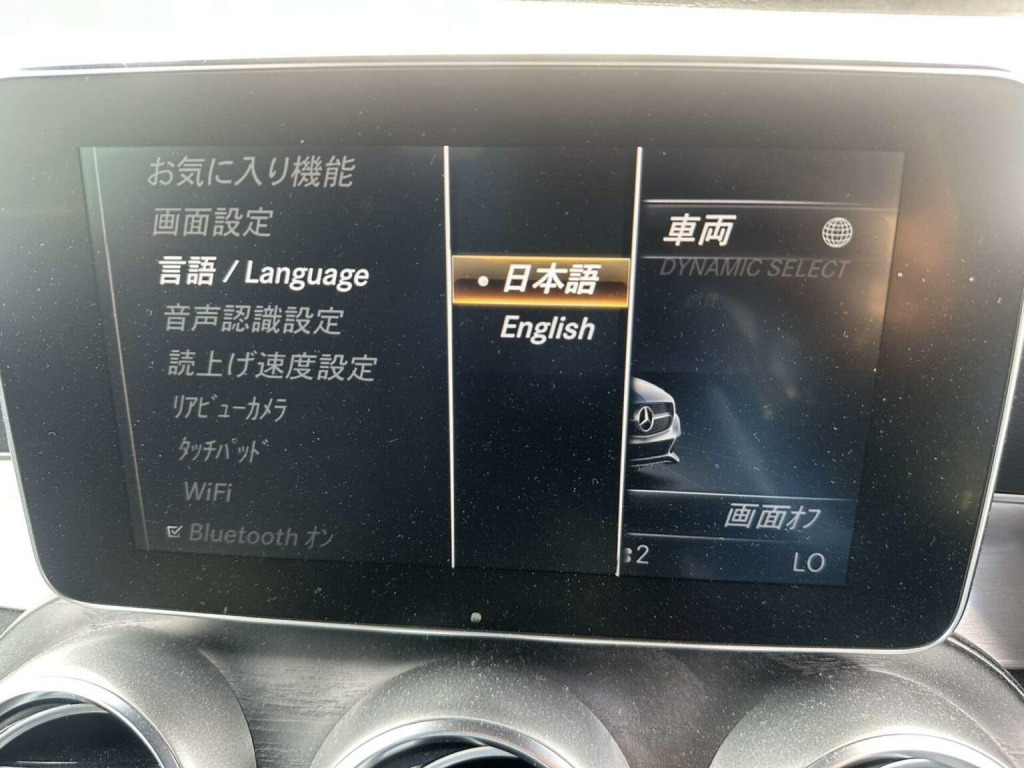 お気に入り機能
画面設定
言語 / Language
音声認識設定
読上げ速度設定
リアビューカメラ
タッチパッド
WiFi
Bluetooth オン
日本語
English
車両
DYNAMIC SELECT
画面オフ
LO